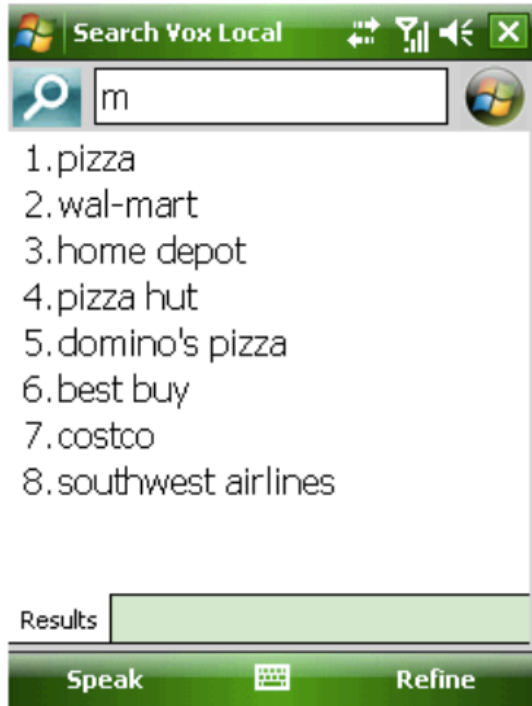 Search Vox Local
m
1.pizza
2.wal-mart
3.home depot
4.pizza hut
5.domino's pizza
6.best buy
7.costco
8.southwest airlines
Results
Speak Refine